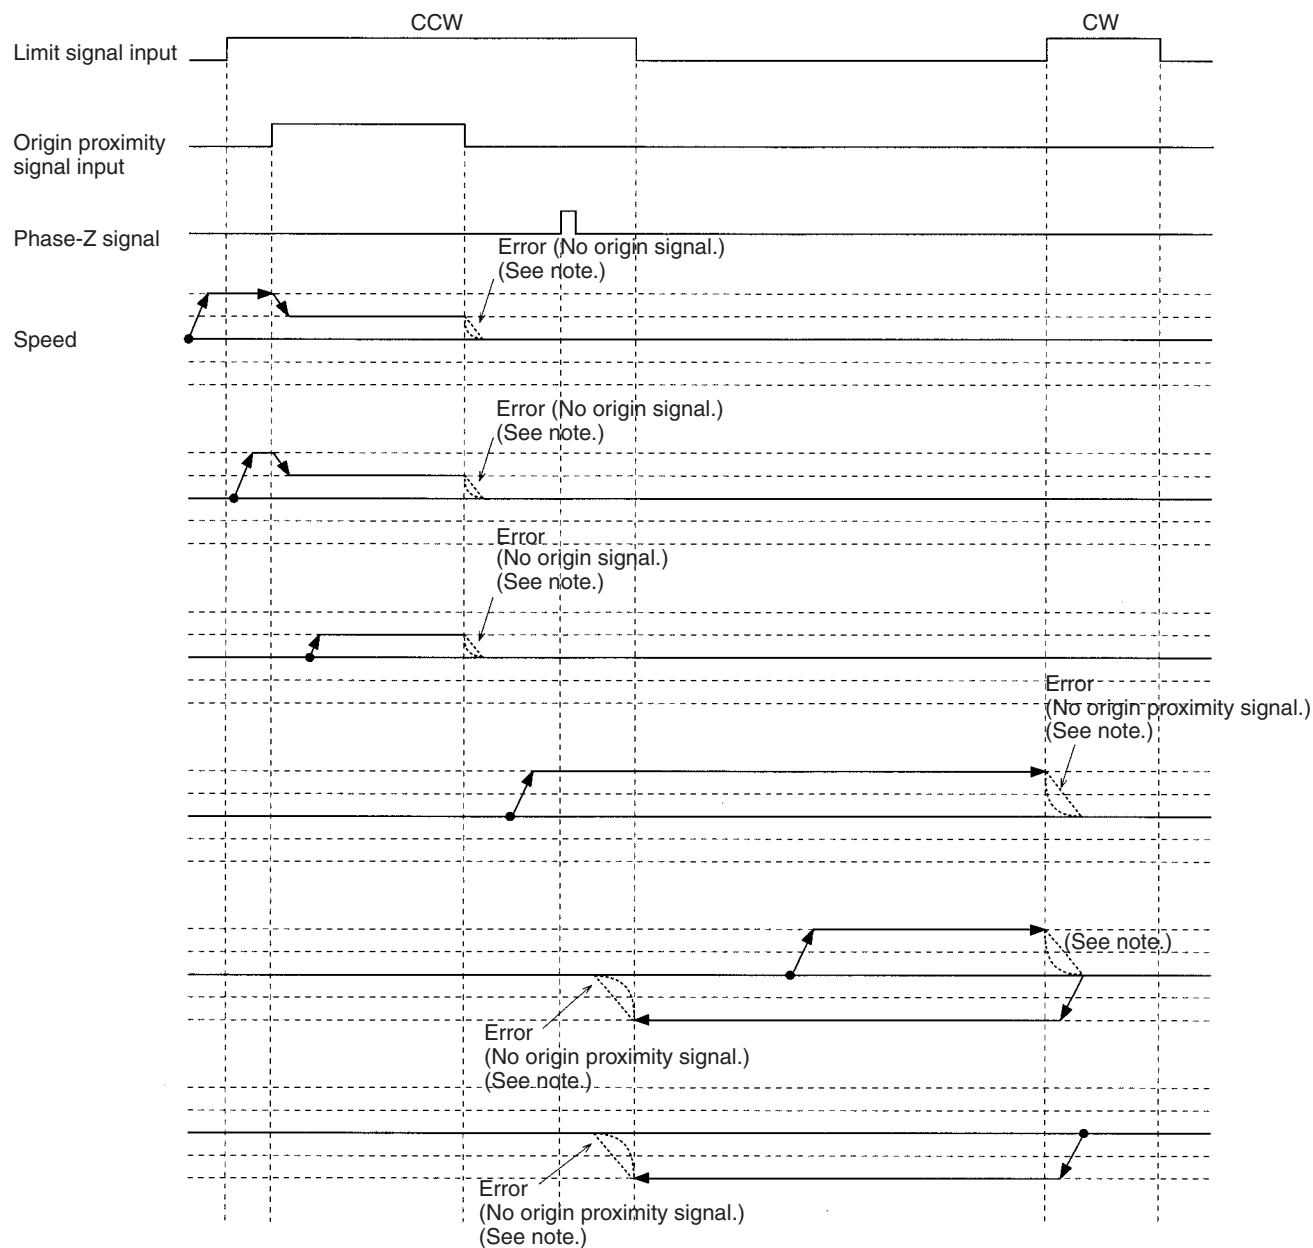 CCW
CW
Limit signal input
Origin proximity
signal input
Phase-Z signal
Error (No origin signal.)
(See note.)
Speed
Error (No origin signal.)
(See note.)
Error
(No origin signal.)
(See note.)
Error
(No origin proximity signal.)
(See note.)
(See note.)
Error
(No origin proximity signal.)
(See note.)
Error
(No origin proximity signal.)
(See note.)